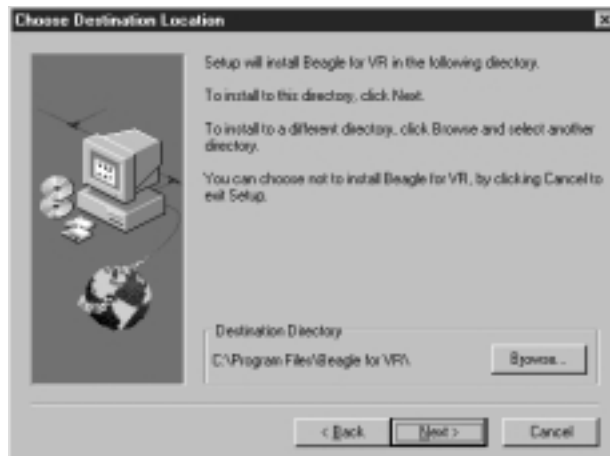 Choose Destination Location
Setup will install Beagle for VR in the following directory.
To install to this directory, click Next.
To install to a different directory, click Browse and select another
directory.
You can choose not to install Beagle for VR, by clicking Cancel to
exit Setup.
Destination Directory
C:\Program Files\Beagle for VR\
Browse...
< Back
Next >
Cancel